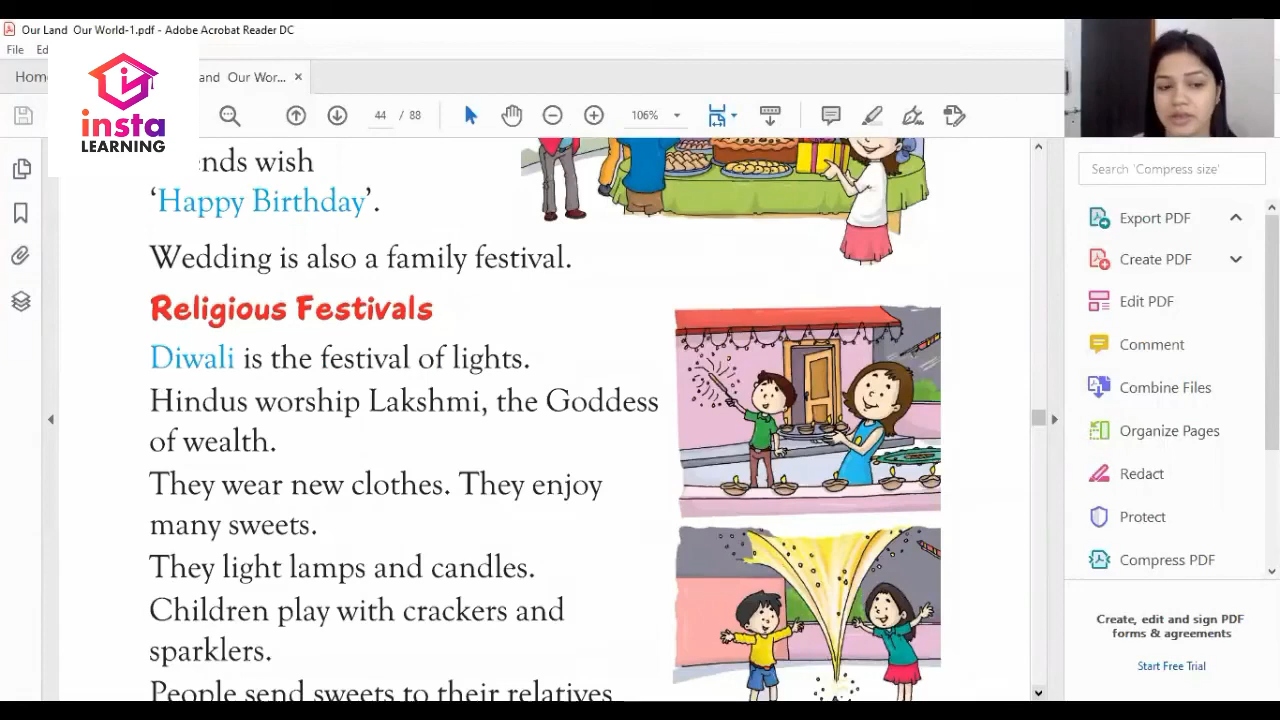 Our Land Our World-1.pdf - Adobe Acrobat Reader DC
File Ed
Hom
and Our Wor... ×
insta
LEARNING
44 / 88
106%
ends wish
'Happy Birthday'.
Wedding is also a family festival.
Religious Festivals
Diwali is the festival of lights.
Hindus worship Lakshmi, the Goddess
of wealth.
They wear new clothes. They enjoy
many sweets.
They light lamps and candles.
Children play with crackers and
sparklers.
People send sweets to their relatives
Search 'Compress size'
Export PDF
Create PDF
Edit PDF
Comment
Combine Files
Organize Pages
Redact
Protect
Compress PDF
Create, edit and sign PDF
forms & agreements
Start Free Trial